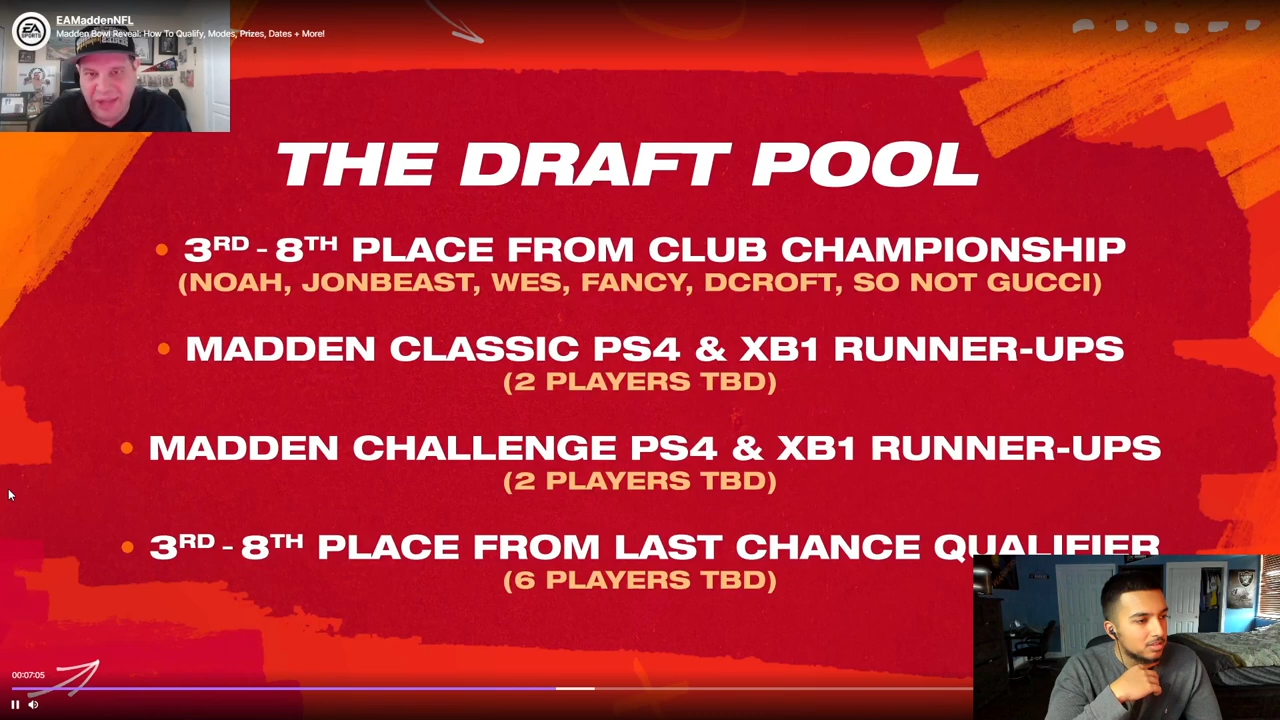 EAMaddenNFL
Madden Bowl Reveal: How To Qualify, Modes, Prizes, Dates + More!
EA
SPORTS
THE DRAFT POOL
• 3RD - 8TH PLACE FROM CLUB CHAMPIONSHIP
(NOAH, JONBEAST, WES, FANCY, DCROFT, SO NOT GUCCI)
• MADDEN CLASSIC PS4 & XB1 RUNNER-UPS
(2 PLAYERS TBD)
• MADDEN CHALLENGE PS4 & XB1 RUNNER-UPS
(2 PLAYERS TBD)
• 3RD - 8TH PLACE FROM LAST CHANCE QUALIFIER
(6 PLAYERS TBD)
00:07:05